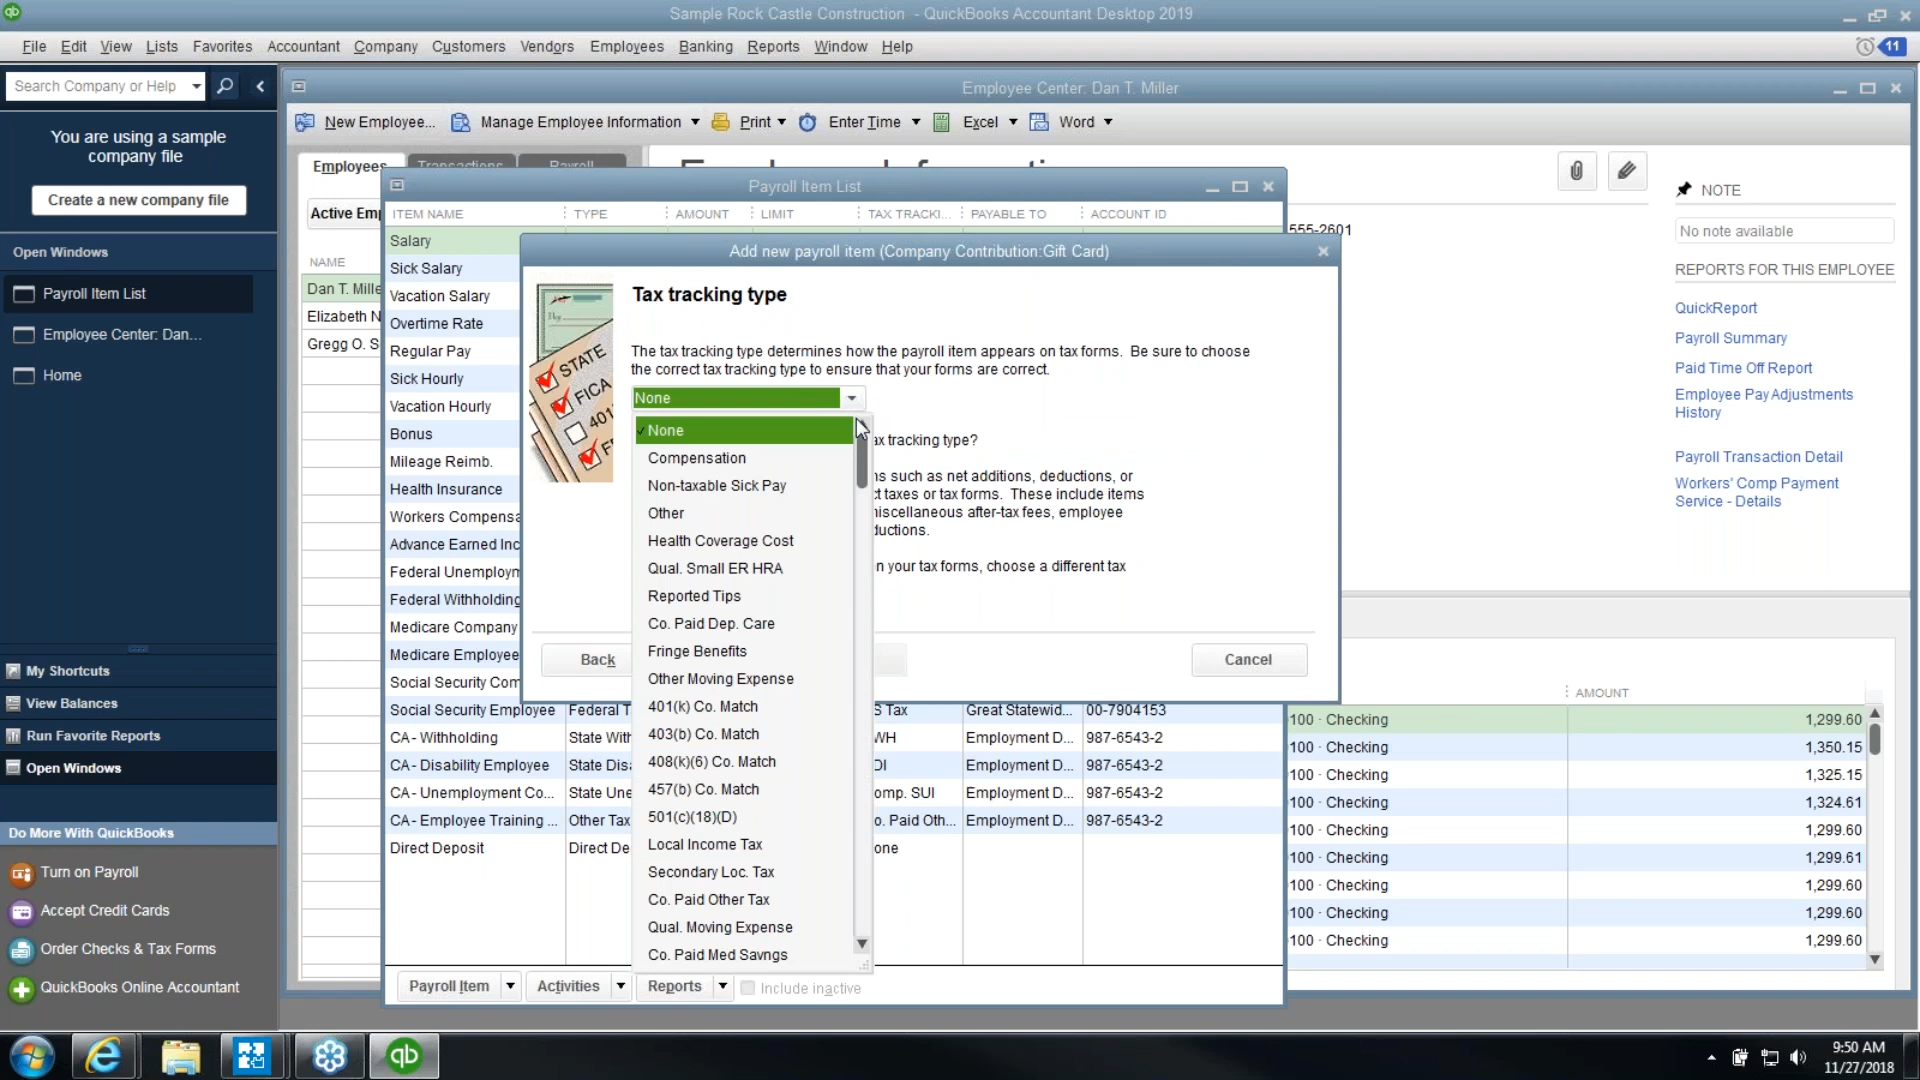 Sample Rock Castle Construction - QuickBooks Accountant Desktop 2019
File Edit View Lists Favorites Accountant Company Customers Vendors Employees Banking Reports Window Help
11
Search Company or Help
Employee Center: Dan T. Miller
You are using a sample
company file
Create a new company file
New Employee... Manage Employee Information Print Enter Time Excel Word
Employees Transactions Payroll
Active Em
NAME
Dan T. Mille
Elizabeth N
Gregg O. S
555-2601
NOTE
No note available
REPORTS FOR THIS EMPLOYEE
QuickReport
Payroll Summary
Paid Time Off Report
Employee Pay Adjustments
History
Payroll Transaction Detail
Workers' Comp Payment
Service - Details
Open Windows
Payroll Item List
Employee Center: Dan...
Home
My Shortcuts
View Balances
Run Favorite Reports
Open Windows
Do More With QuickBooks
Turn on Payroll
Accept Credit Cards
Order Checks & Tax Forms
QuickBooks Online Accountant
Payroll Item List
ITEM NAME TYPE AMOUNT LIMIT TAX TRACKI... PAYABLE TO ACCOUNT ID
Salary
Sick Salary
Vacation Salary
Overtime Rate
Regular Pay
Sick Hourly
Vacation Hourly
Bonus
Mileage Reimb.
Health Insurance
Workers Compensa
Advance Earned Inc
Federal Unemploym
Federal Withholding
Medicare Company
Medicare Employee
Social Security Com
Social Security Employee Federal T S Tax Great Statewid... 00-7904153
CA - Withholding State With WH Employment D... 987-6543-2
CA - Disability Employee State Disa DI Employment D... 987-6543-2
CA - Unemployment Co... State Une omp. SUI Employment D... 987-6543-2
CA - Employee Training ... Other Tax o. Paid Oth... Employment D... 987-6543-2
Direct Deposit Direct De one
Payroll Item Activities Reports Include inactive
Add new payroll item (Company Contribution:Gift Card)
STATE
FICA
401
Tax tracking type
The tax tracking type determines how the payroll item appears on tax forms. Be sure to choose
the correct tax tracking type to ensure that your forms are correct.
None
None
Compensation
Non-taxable Sick Pay
Other
Health Coverage Cost
Qual. Small ER HRA
Reported Tips
Co. Paid Dep. Care
Fringe Benefits
Other Moving Expense
401(k) Co. Match
403(b) Co. Match
408(k)(6) Co. Match
457(b) Co. Match
501(c)(18)(D)
Local Income Tax
Secondary Loc. Tax
Co. Paid Other Tax
Qual. Moving Expense
Co. Paid Med Savngs
ax tracking type?
ns such as net additions, deductions, or
ct taxes or tax forms. These include items
miscellaneous after-tax fees, employee
ductions.
n your tax forms, choose a different tax
Back
Cancel
AMOUNT
100 · Checking 1,299.60
100 · Checking 1,350.15
100 · Checking 1,325.15
100 · Checking 1,324.61
100 · Checking 1,299.60
100 · Checking 1,299.61
100 · Checking 1,299.60
100 · Checking 1,299.60
100 · Checking 1,299.60
qb
9:50 AM
11/27/2018